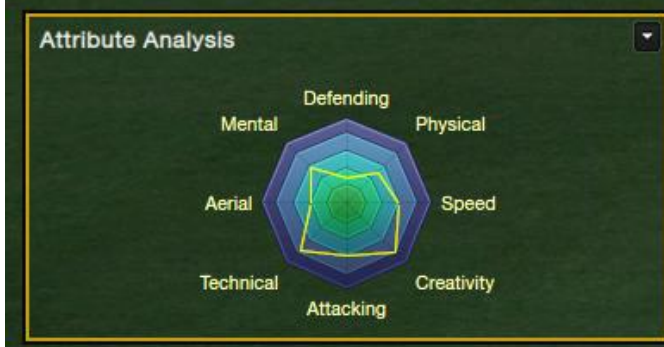 Attribute Analysis
Defending
Mental
Physical
Aerial
Speed
Technical
Creativity
Attacking